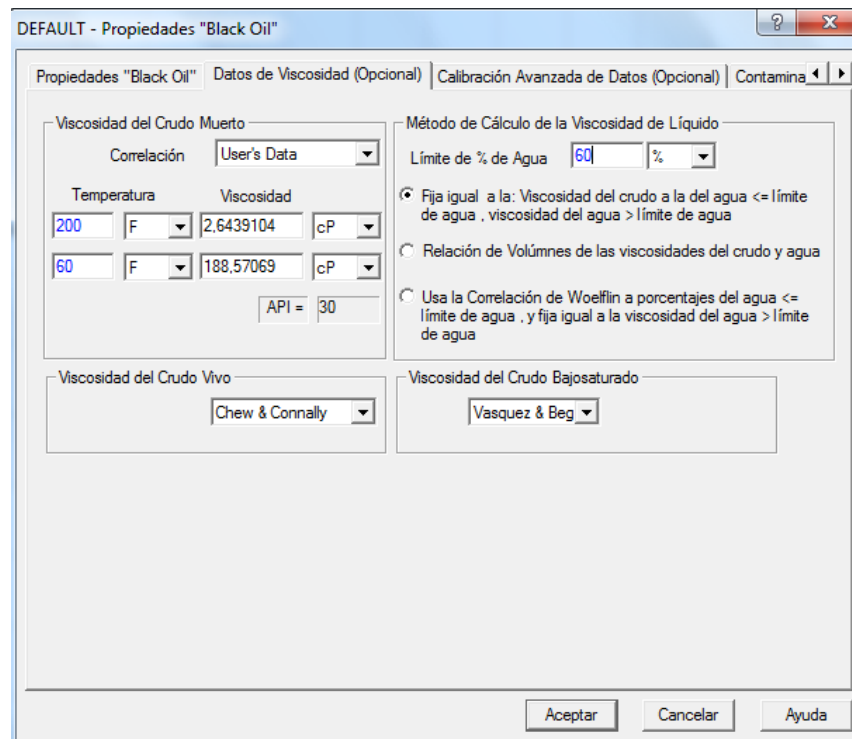 DEFAULT - Propiedades "Black Oil"
Propiedades "Black Oil"
Datos de Viscosidad (Opcional)
Calibración Avanzada de Datos (Opcional)
Contamina
Viscosidad del Crudo Muerto
Correlación
User's Data
Temperatura
Viscosidad
200
F
2,6439104
cP
60
F
188,57069
cP
API =
30
Método de Cálculo de la Viscosidad de Líquido
Límite de % de Agua
60
%
Fija igual a la: Viscosidad del crudo a la del agua <= límite
de agua , viscosidad del agua > límite de agua
Relación de Volúmnes de las viscosidades del crudo y agua
Usa la Correlación de Woelflin a porcentajes del agua <=
límite de agua , y fija igual a la viscosidad del agua > límite
de agua
Viscosidad del Crudo Vivo
Chew & Connally
Viscosidad del Crudo Bajosaturado
Vasquez & Beg
Aceptar
Cancelar
Ayuda